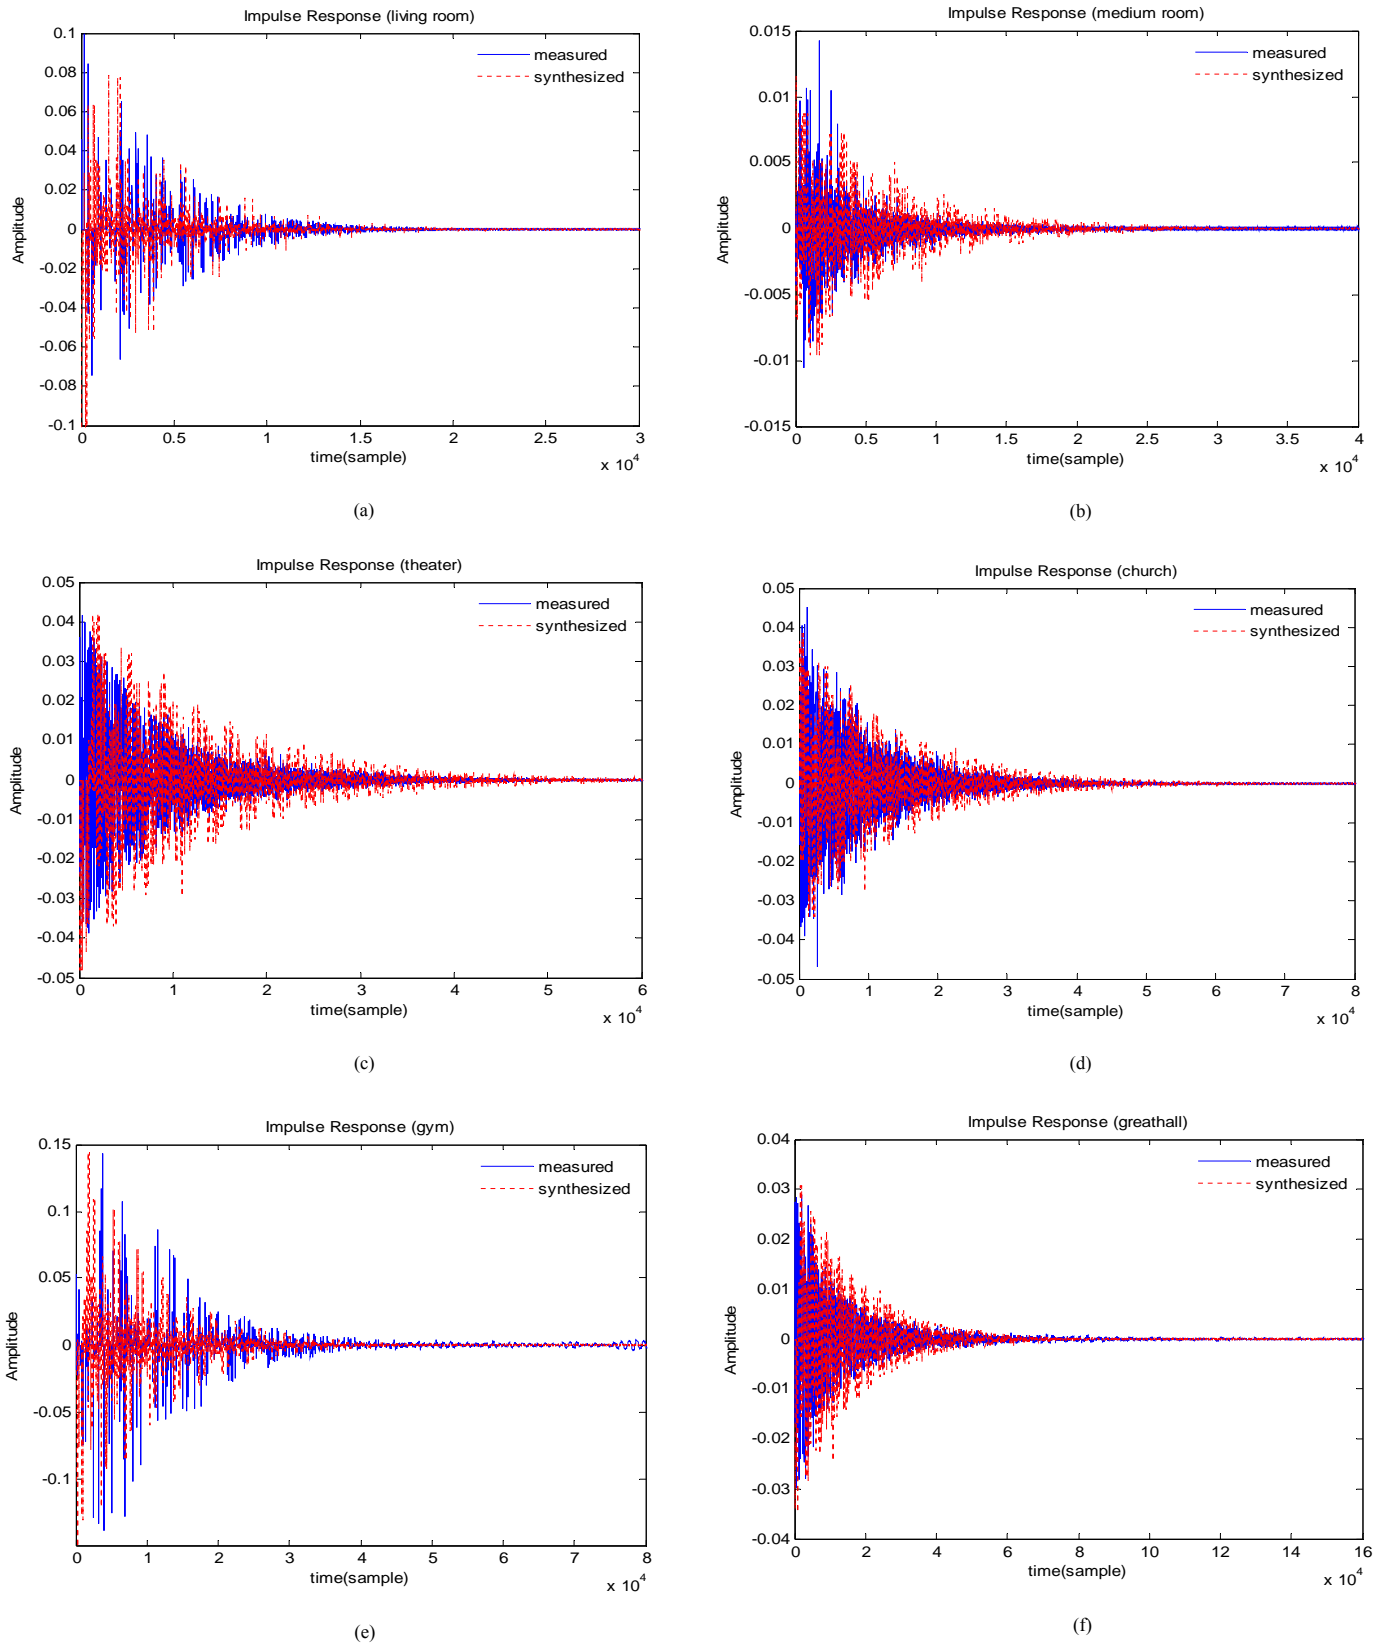 Impulse Response (living room)
measured
synthesized
0.1
0.08
0.06
0.04
0.02
0
-0.02
-0.04
-0.06
-0.08
-0.1
Amplitude
0 0.5 1 1.5 2 2.5 3
time(sample)
x 10^4
(a)
Impulse Response (medium room)
measured
synthesized
0.015
0.01
0.005
0
-0.005
-0.01
-0.015
Amplitude
0 0.5 1 1.5 2 2.5 3 3.5 4
time(sample)
x 10^4
(b)
Impulse Response (theater)
measured
synthesized
0.05
0.04
0.03
0.02
0.01
0
-0.01
-0.02
-0.03
-0.04
-0.05
Amplitude
0 1 2 3 4 5 6
time(sample)
x 10^4
(c)
Impulse Response (church)
measured
synthesized
0.05
0.04
0.03
0.02
0.01
0
-0.01
-0.02
-0.03
-0.04
-0.05
Amplitude
0 1 2 3 4 5 6 7 8
time(sample)
x 10^4
(d)
Impulse Response (gym)
measured
synthesized
0.15
0.1
0.05
0
-0.05
-0.1
Amplitude
0 1 2 3 4 5 6 7 8
time(sample)
x 10^4
(e)
Impulse Response (greathall)
measured
synthesized
0.04
0.03
0.02
0.01
0
-0.01
-0.02
-0.03
-0.04
Amplitude
0 2 4 6 8 10 12 14 16
time(sample)
x 10^4
(f)